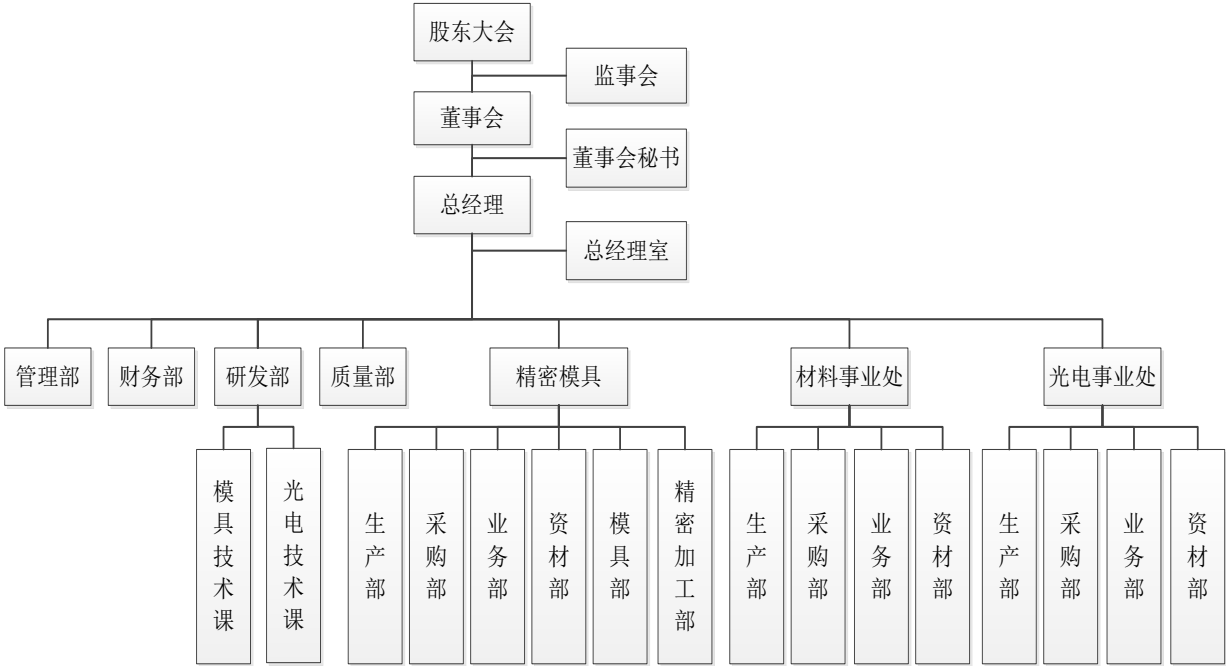 股东大会
监事会
董事会
董事会秘书
总经理
总经理室
管理部
财务部
研发部
质量部
精密模具
材料事业处
光电事业处
模具技术课
光电技术课
生产部
采购部
业务部
资材部
模具部
精密加工部
生产部
采购部
业务部
资材部
生产部
采购部
业务部
资材部